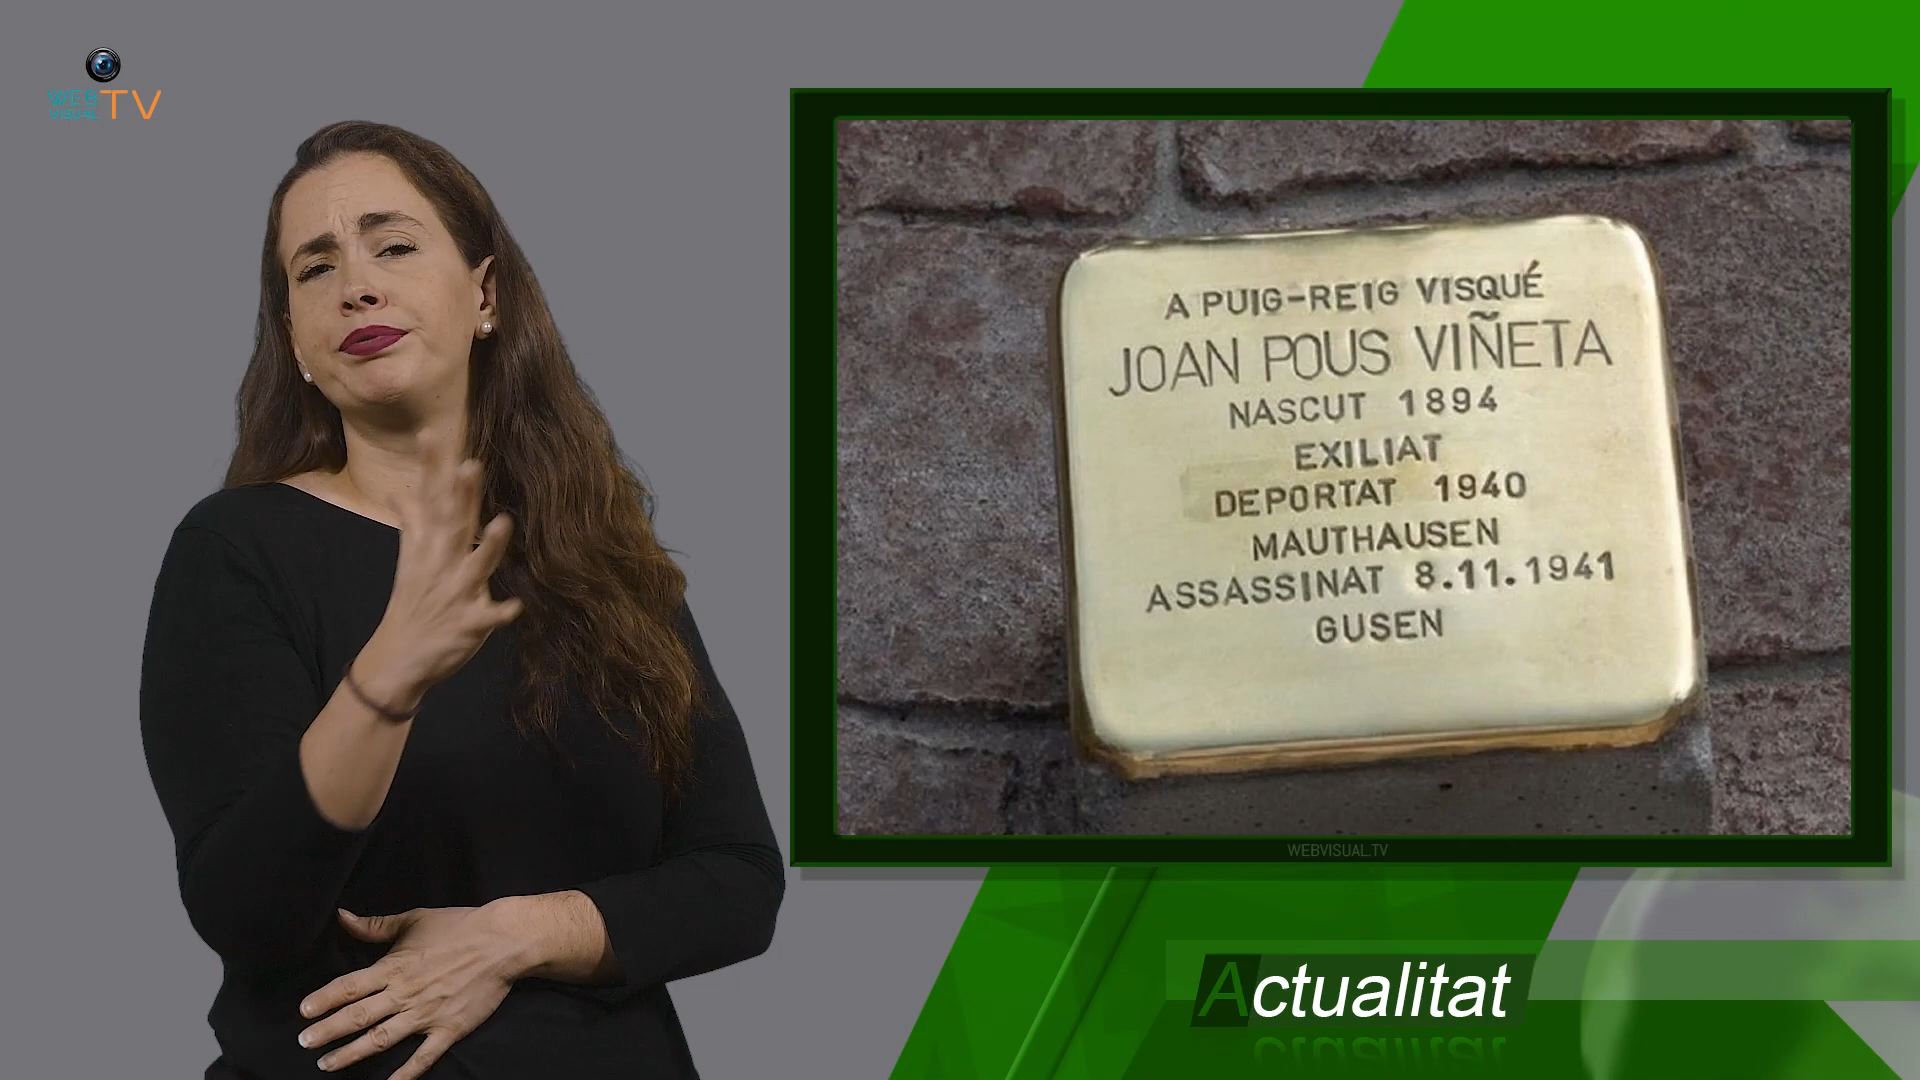 WEB
VISUAL
TV
A PUIG-REIG VISQUÉ
JOAN POUS VIÑETA
NASCUT 1894
EXILIAT
DEPORTAT 1940
MAUTHAUSEN
ASSASSINAT 8.11.1941
GUSEN
WEBVISUAL.TV
Actualitat